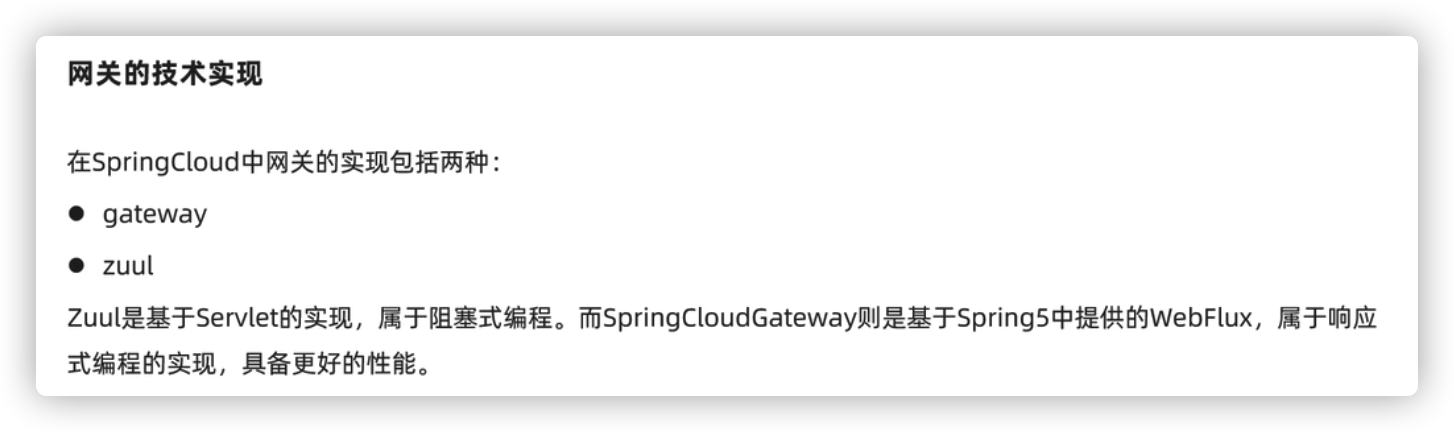 网关的技术实现
在SpringCloud中网关的实现包括两种：
● gateway
● zuul
Zuul是基于Servlet的实现，属于阻塞式编程。而SpringCloudGateway则是基于Spring5中提供的WebFlux，属于响应
式编程的实现，具备更好的性能。